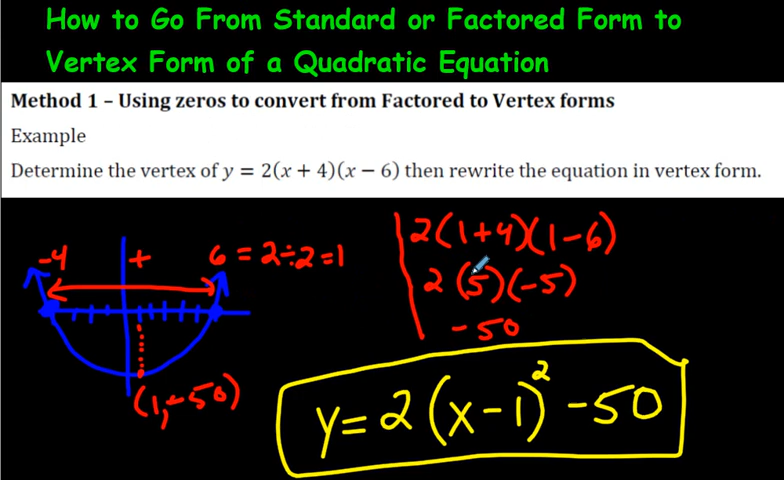 How to Go From Standard or Factored Form to
Vertex Form of a Quadratic Equation
Method 1 – Using zeros to convert from Factored to Vertex forms
Example
Determine the vertex of y = 2(x + 4)(x − 6) then rewrite the equation in vertex form.
-4 + 6 = 2÷2=1
(1,-50)
2(1+4)(1-6)
2(5)(-5)
-50
y=2(x-1)²-50